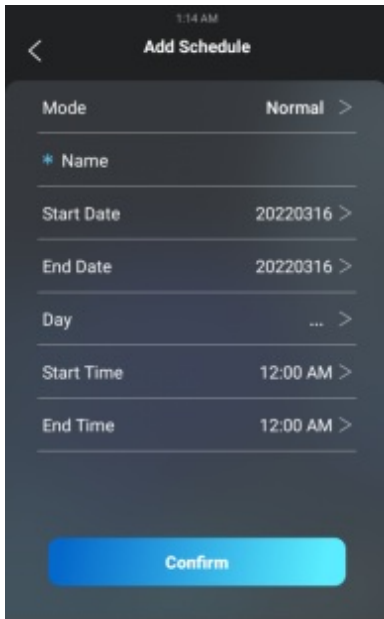 1:14 AM
Add Schedule
Mode Normal >
* Name
Start Date 20220316 >
End Date 20220316 >
Day ... >
Start Time 12:00 AM >
End Time 12:00 AM >
Confirm